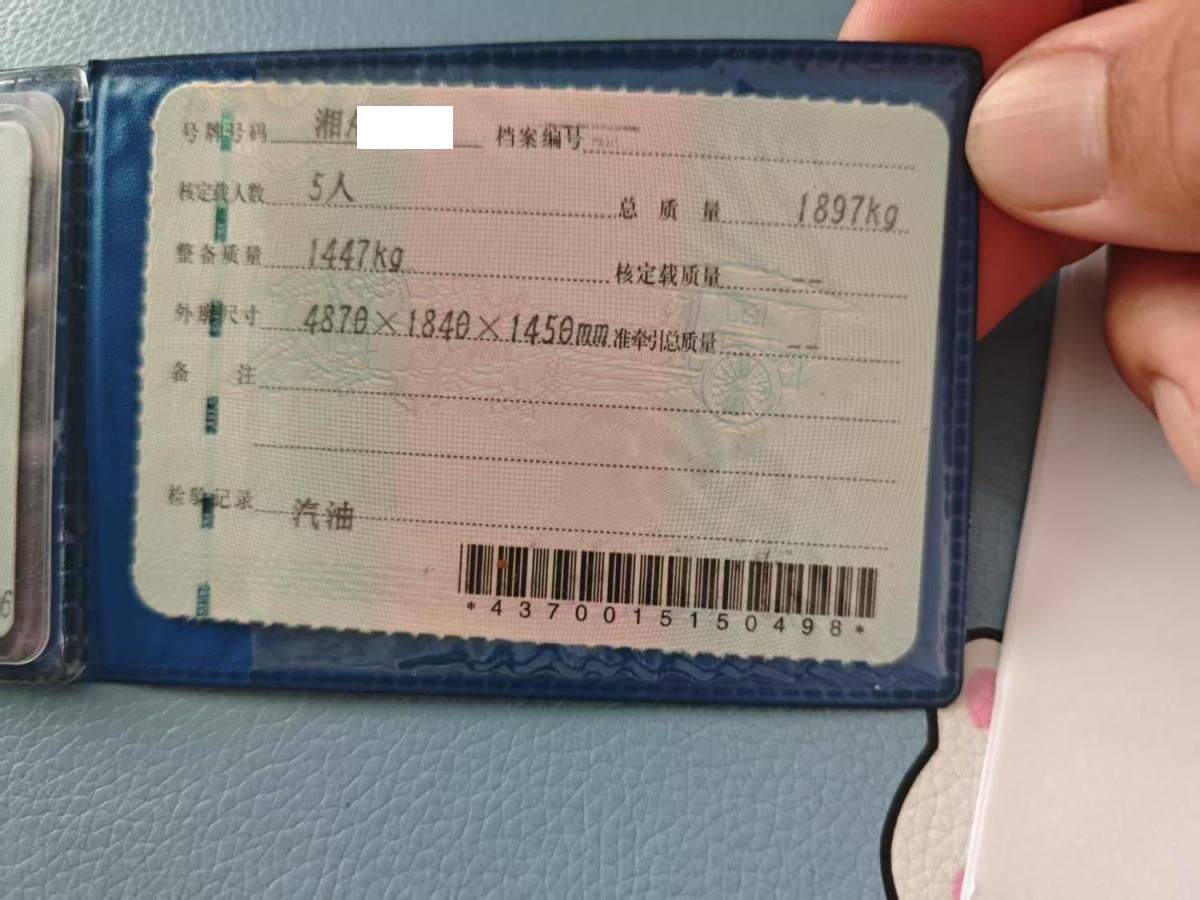 号牌号码 湘A 档案编号
核定载人数 5人 总质量 1897kg
整备质量 1447kg 核定载质量 --
外廓尺寸 4870×1840×1450mm 准牵引总质量 --
备注
检验记录 汽油
*4370015150498*
6